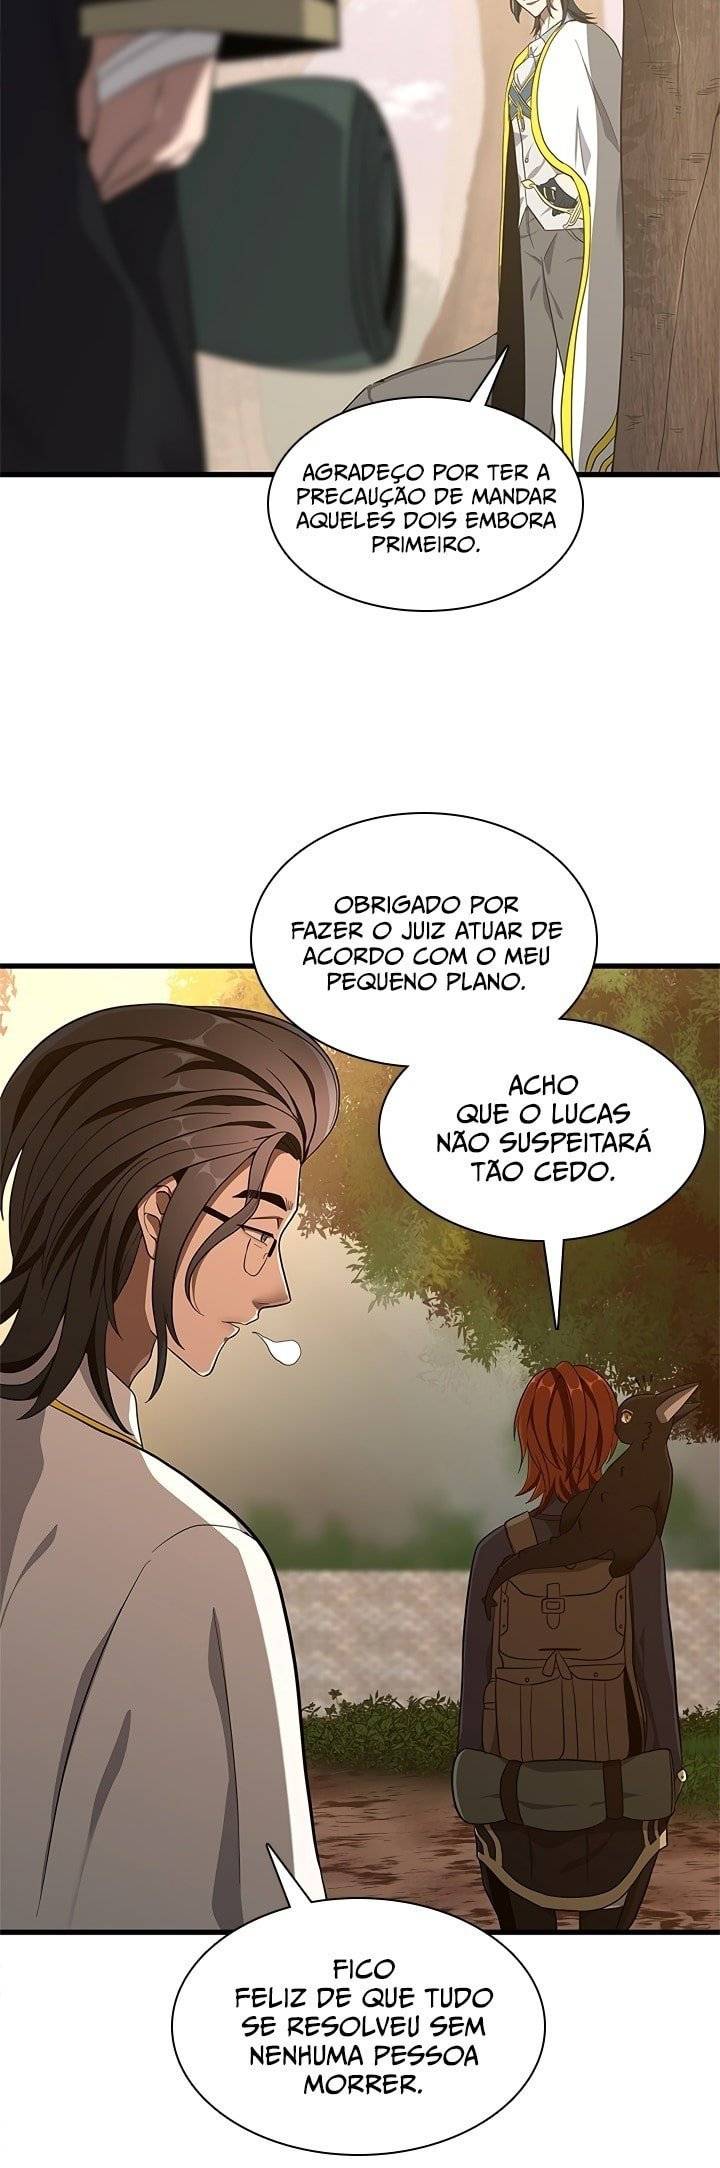 AGRADEÇO POR TER A
PRECAUÇÃO DE MANDAR
AQUELES DOIS EMBORA
PRIMEIRO.
OBRIGADO POR
FAZER O JUIZ ATUAR DE
ACORDO COM O MEU
PEQUENO PLANO.
ACHO
QUE O LUCAS
NÃO SUSPEITARÁ
TÃO CEDO.
FICO
FELIZ DE QUE TUDO
SE RESOLVEU SEM
NENHUMA PESSOA
MORRER.